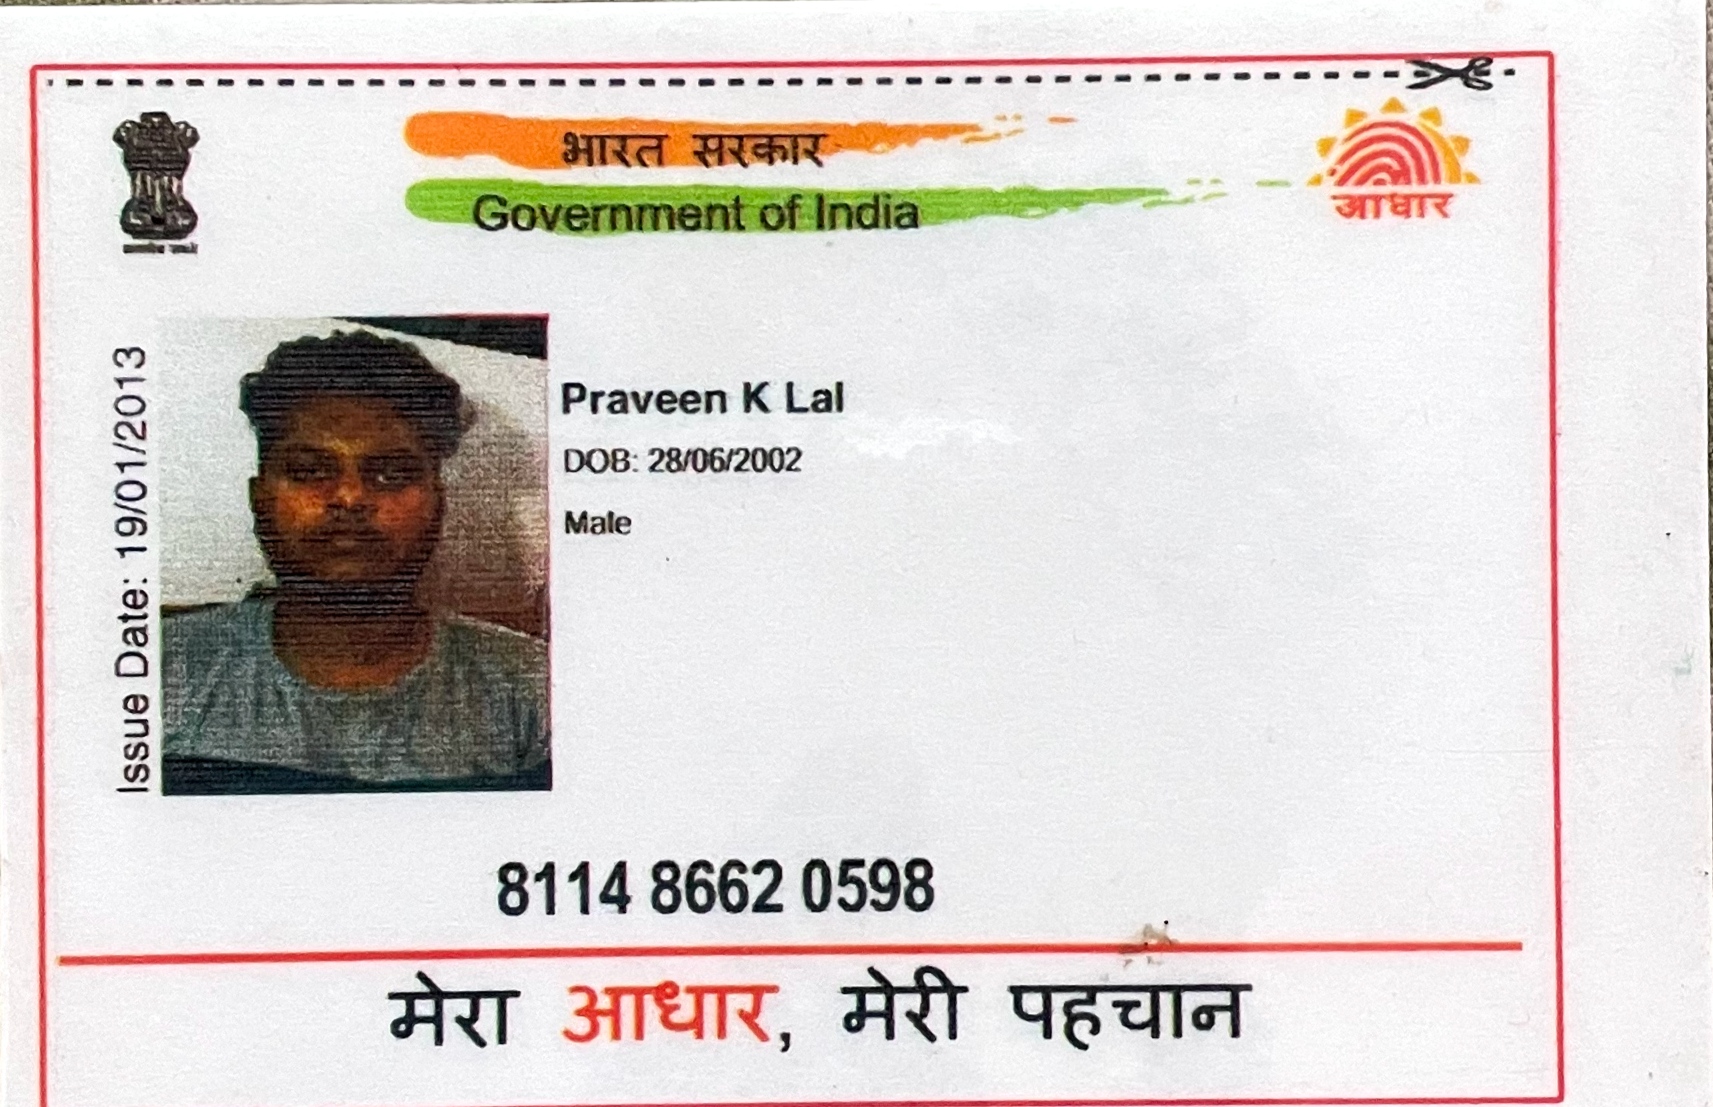 भारत सरकार
Government of India
आधार
Issue Date: 19/01/2013
Praveen K Lal
DOB: 28/06/2002
Male
8114 8662 0598
मेरा आधार, मेरी पहचान